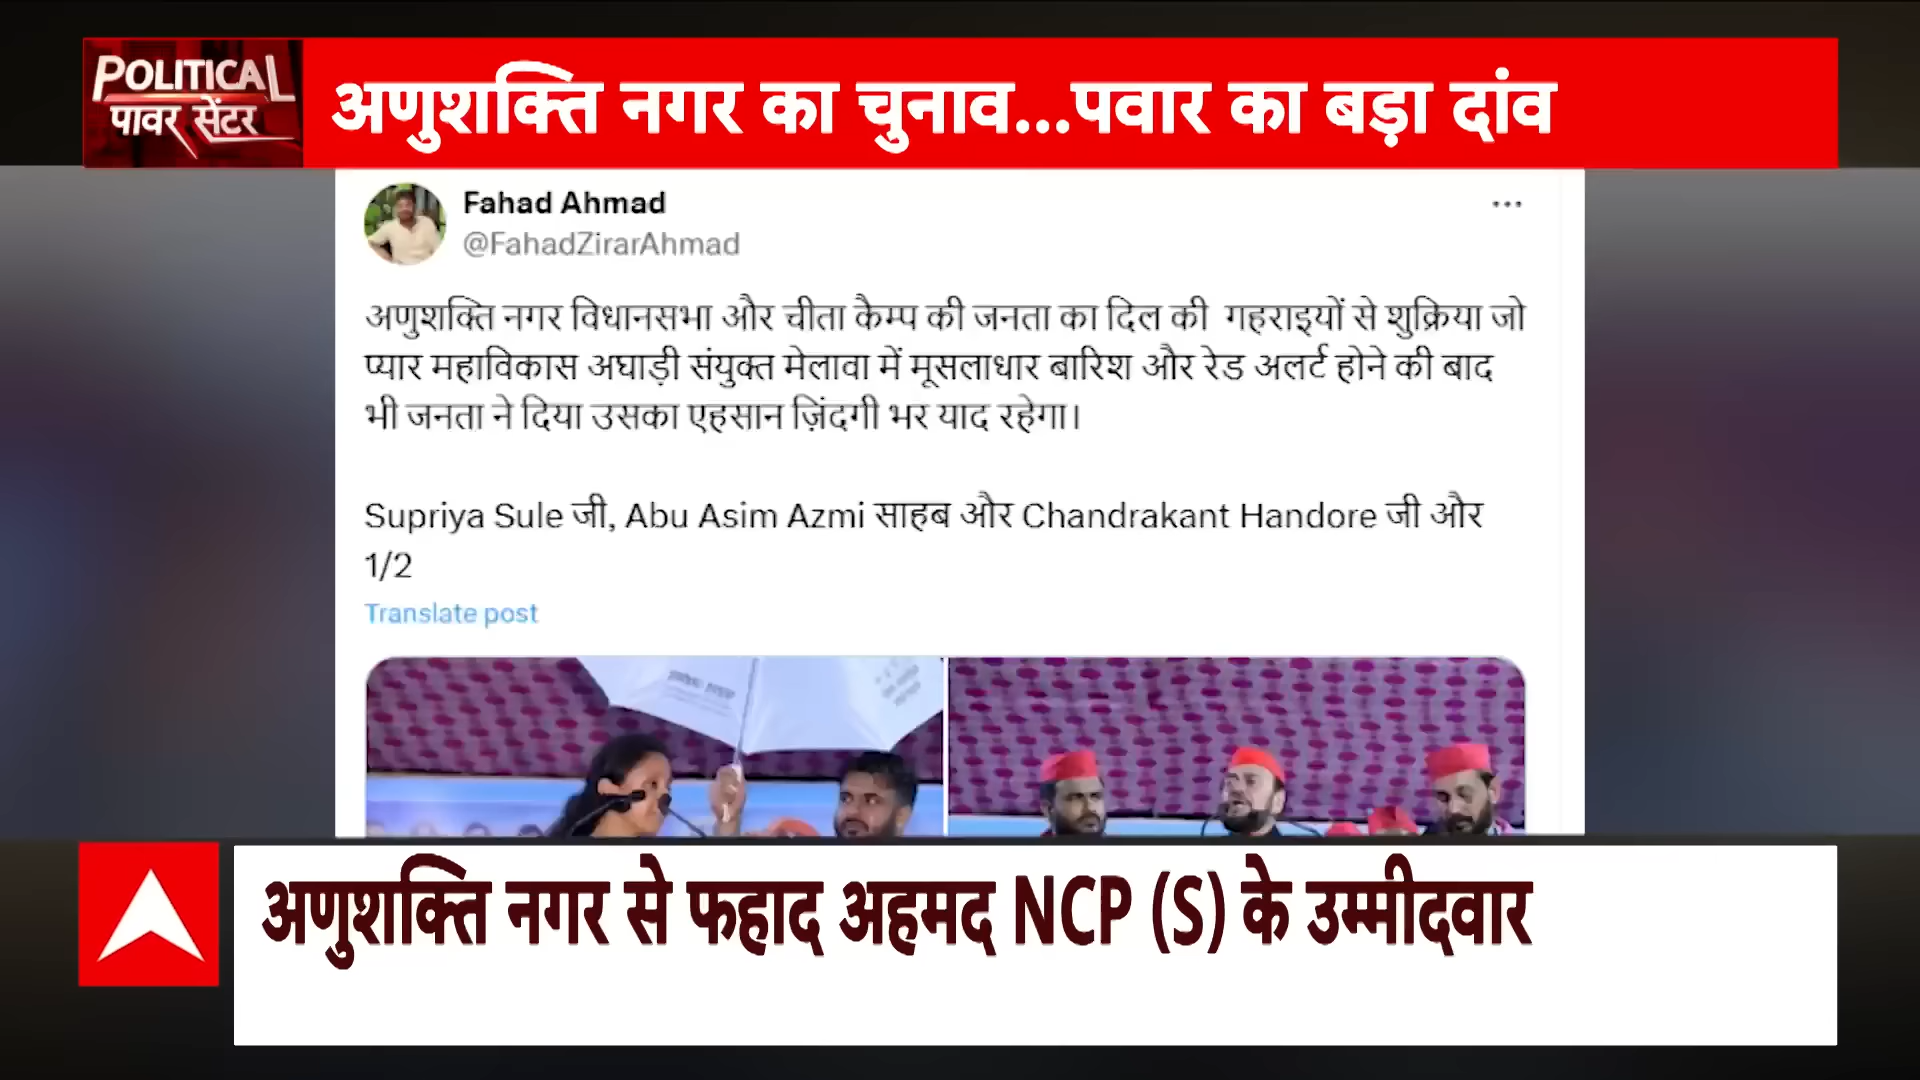 POLITICAL
पावर सेंटर
अणुशक्ति नगर का चुनाव...पवार का बड़ा दांव
Fahad Ahmad
@FahadZirarAhmad
अणुशक्ति नगर विधानसभा और चीता कैम्प की जनता का दिल की गहराइयों से शुक्रिया जो
प्यार महाविकास अघाड़ी संयुक्त मेलावा में मूसलाधार बारिश और रेड अलर्ट होने की बाद
भी जनता ने दिया उसका एहसान ज़िंदगी भर याद रहेगा।
Supriya Sule जी, Abu Asim Azmi साहब और Chandrakant Handore जी और
1/2
Translate post
अणुशक्ति नगर से फहाद अहमद NCP (S) के उम्मीदवार